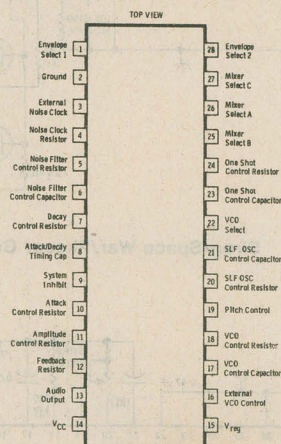 TOP VIEW
Envelope
Select 1
1
Ground
2
External
Noise Clock
3
Noise Clock
Resistor
4
Noise Filter
Control Resistor
5
Noise Filter
Control Capacitor
6
Decay
Control Resistor
7
Attack/Decay
Timing Cap
8
System
Inhibit
9
Attack
Control Resistor
10
Amplitude
Control Resistor
11
Feedback
Resistor
12
Audio
Output
13
VCC
14
28
Envelope
Select 2
27
Mixer
Select C
26
Mixer
Select A
25
Mixer
Select B
24
One Shot
Control Resistor
23
One Shot
Control Capacitor
22
VCO
Select
21
SLF OSC
Control Capacitor
20
SLF OSC
Control Resistor
19
Pitch Control
18
VCO
Control Resistor
17
VCO
Control Capacitor
16
External
VCO Control
15
Vreg